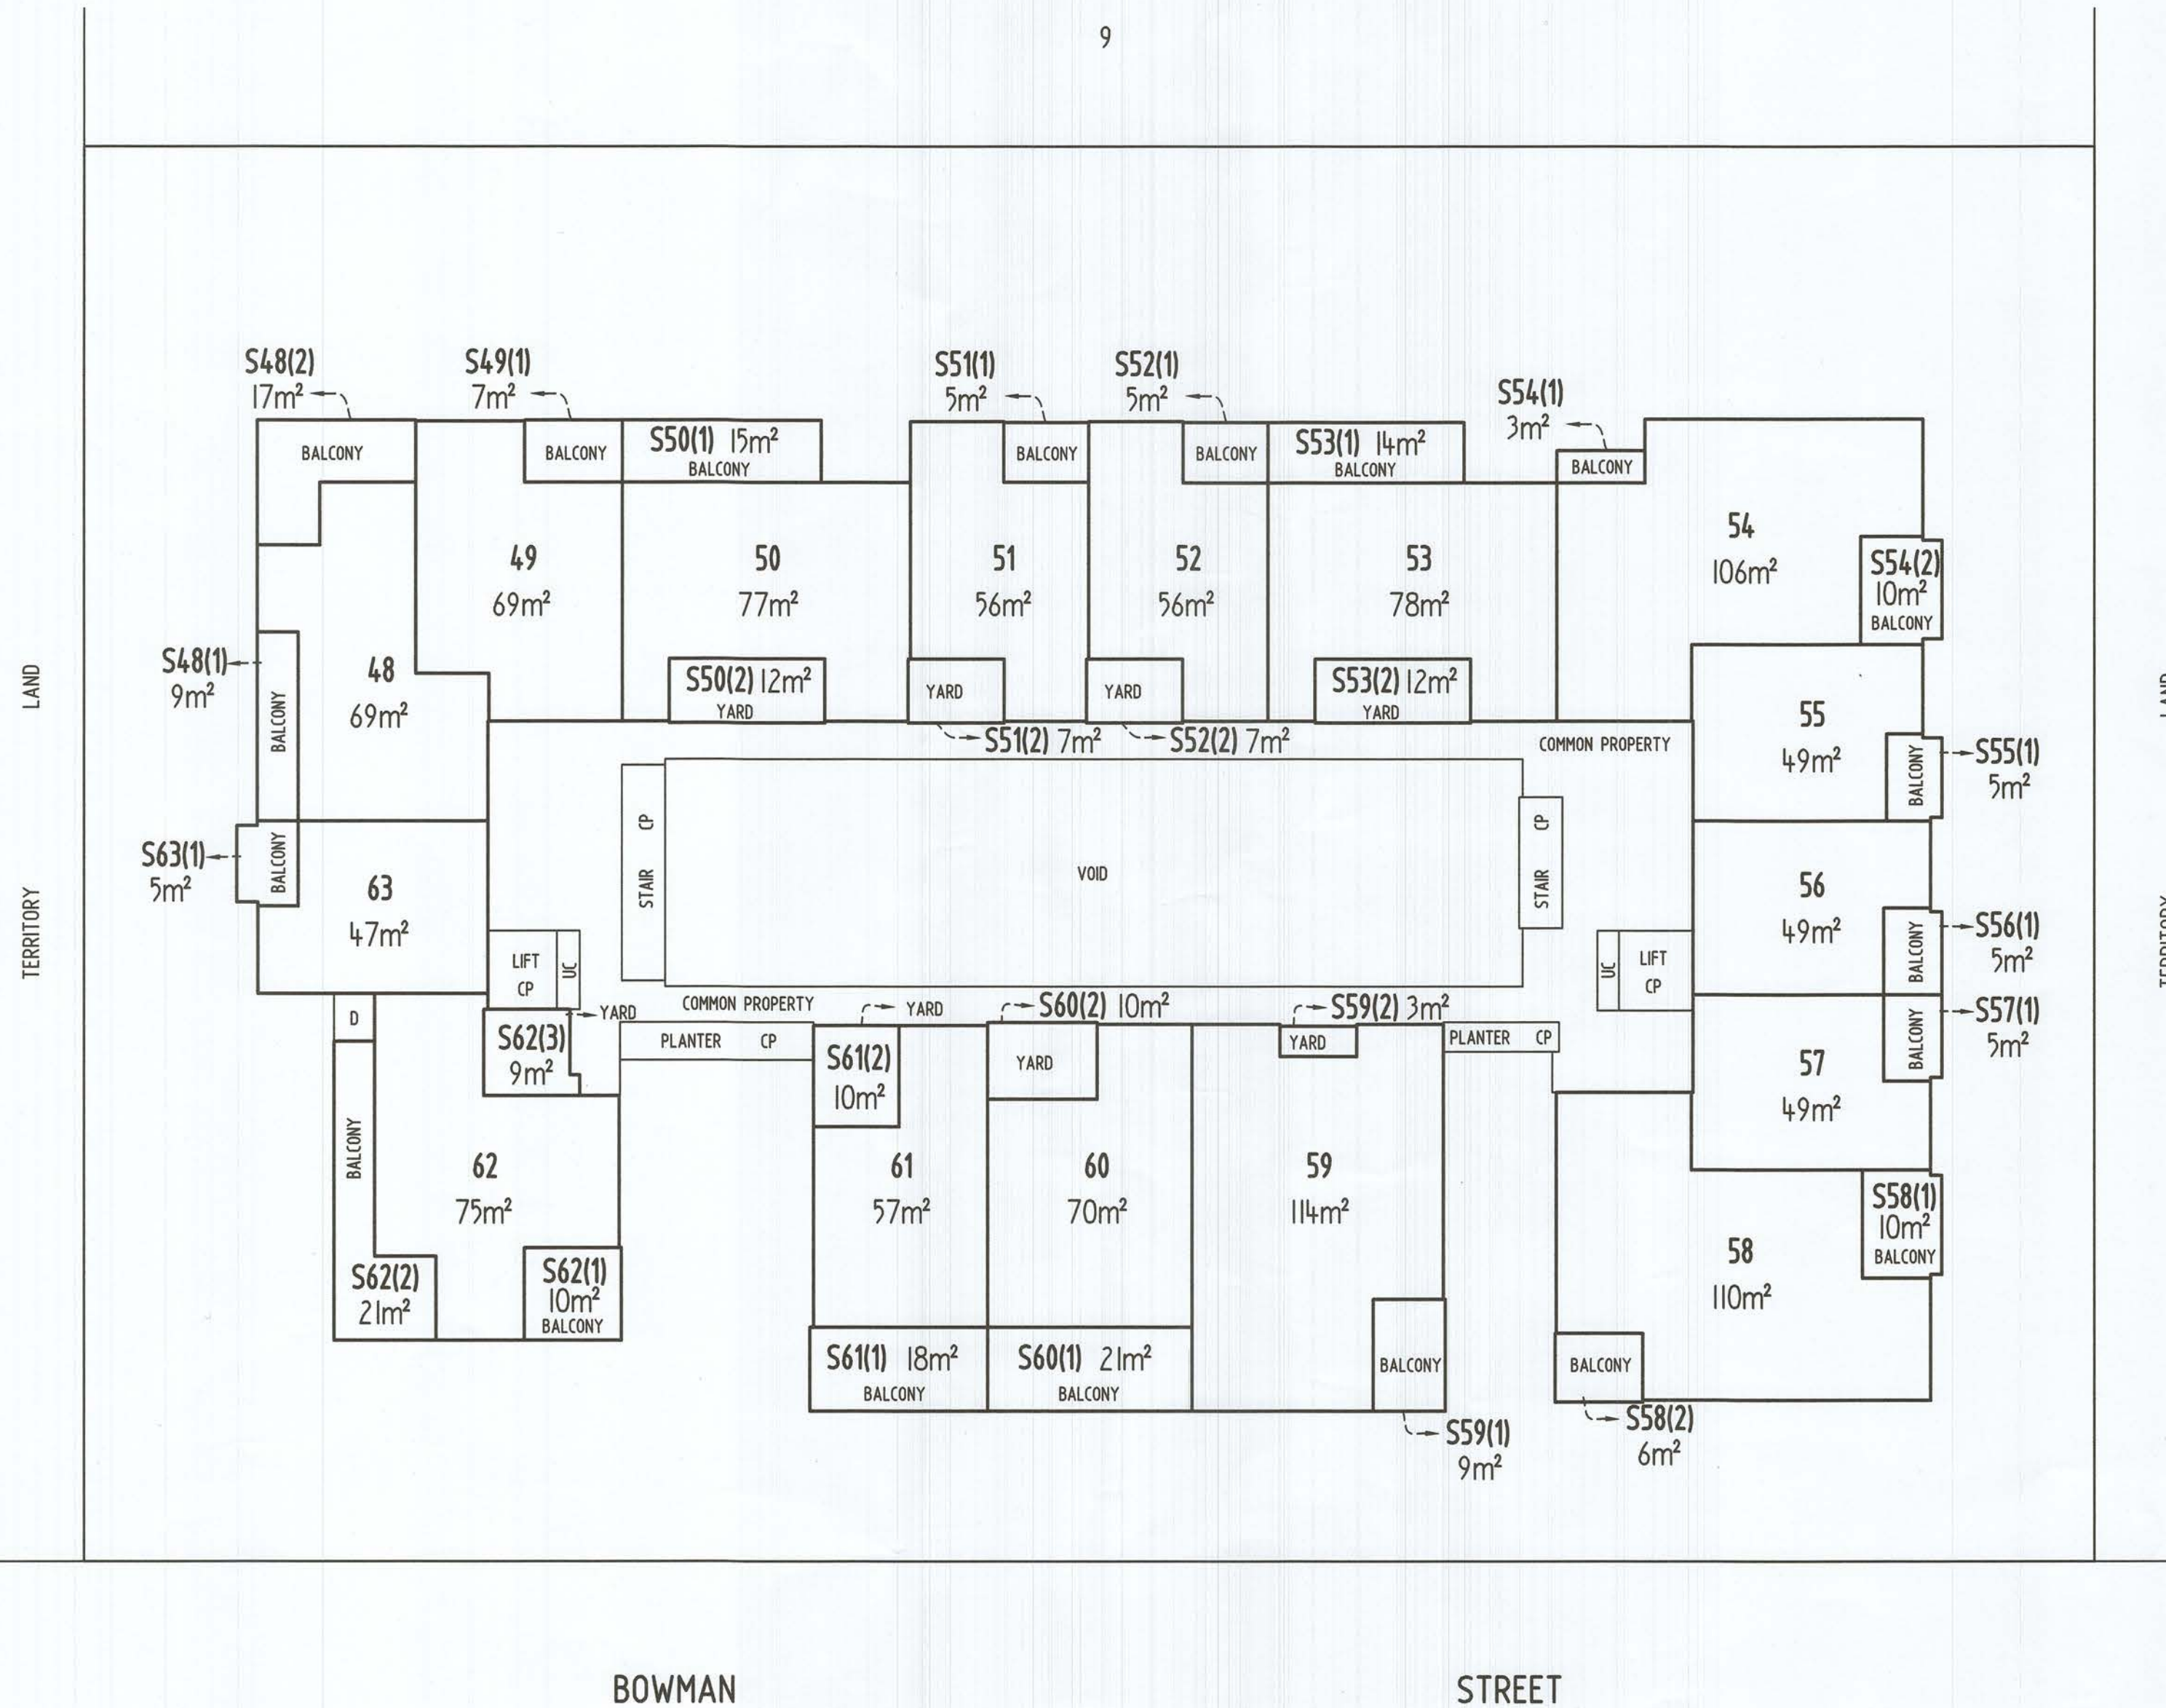 9
S48(2)
17m²
S49(1)
7m²
S51(1)
5m²
S52(1)
5m²
S54(1)
3m²
BALCONY
BALCONY
S50(1) 15m²
BALCONY
BALCONY
BALCONY
S53(1) 14m²
BALCONY
BALCONY
49
69m²
50
77m²
51
56m²
52
56m²
53
78m²
54
106m²
S54(2)
10m²
BALCONY
S48(1)
9m²
BALCONY
48
69m²
S50(2) 12m²
YARD
YARD
S51(2) 7m²
YARD
S52(2) 7m²
S53(2) 12m²
YARD
COMMON PROPERTY
55
49m²
BALCONY
S55(1)
5m²
LAND
TERRITORY
S63(1)
5m²
BALCONY
63
47m²
STAIR CP
VOID
STAIR CP
56
49m²
BALCONY
S56(1)
5m²
LIFT
CP
UC
UC
LIFT
CP
D
YARD
S62(3)
9m²
COMMON PROPERTY
PLANTER CP
YARD
S61(2)
10m²
S60(2) 10m²
YARD
S59(2) 3m²
YARD
PLANTER CP
57
49m²
BALCONY
S57(1)
5m²
BALCONY
62
75m²
S62(2)
21m²
S62(1)
10m²
BALCONY
61
57m²
60
70m²
59
114m²
58
110m²
S58(1)
10m²
BALCONY
S61(1) 18m²
BALCONY
S60(1) 21m²
BALCONY
BALCONY
S59(1)
9m²
BALCONY
S58(2)
6m²
BOWMAN STREET